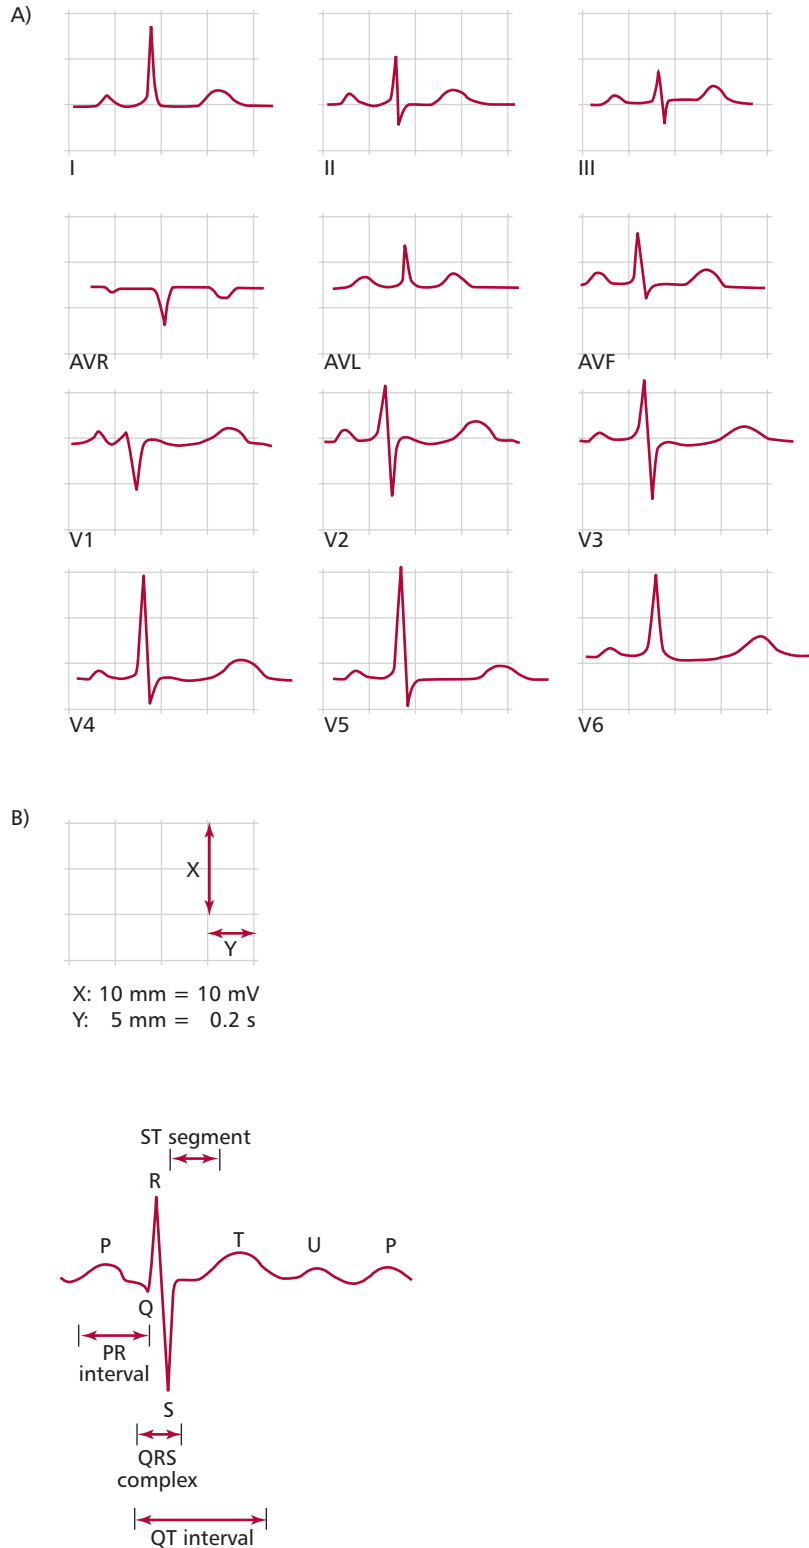 A)
I
II
III
AVR
AVL
AVF
V1
V2
V3
V4
V5
V6
B)
X
Y
X: 10 mm = 10 mV
Y: 5 mm = 0.2 s
ST segment
R
P
T
U
P
Q
PR
interval
S
QRS
complex
QT interval